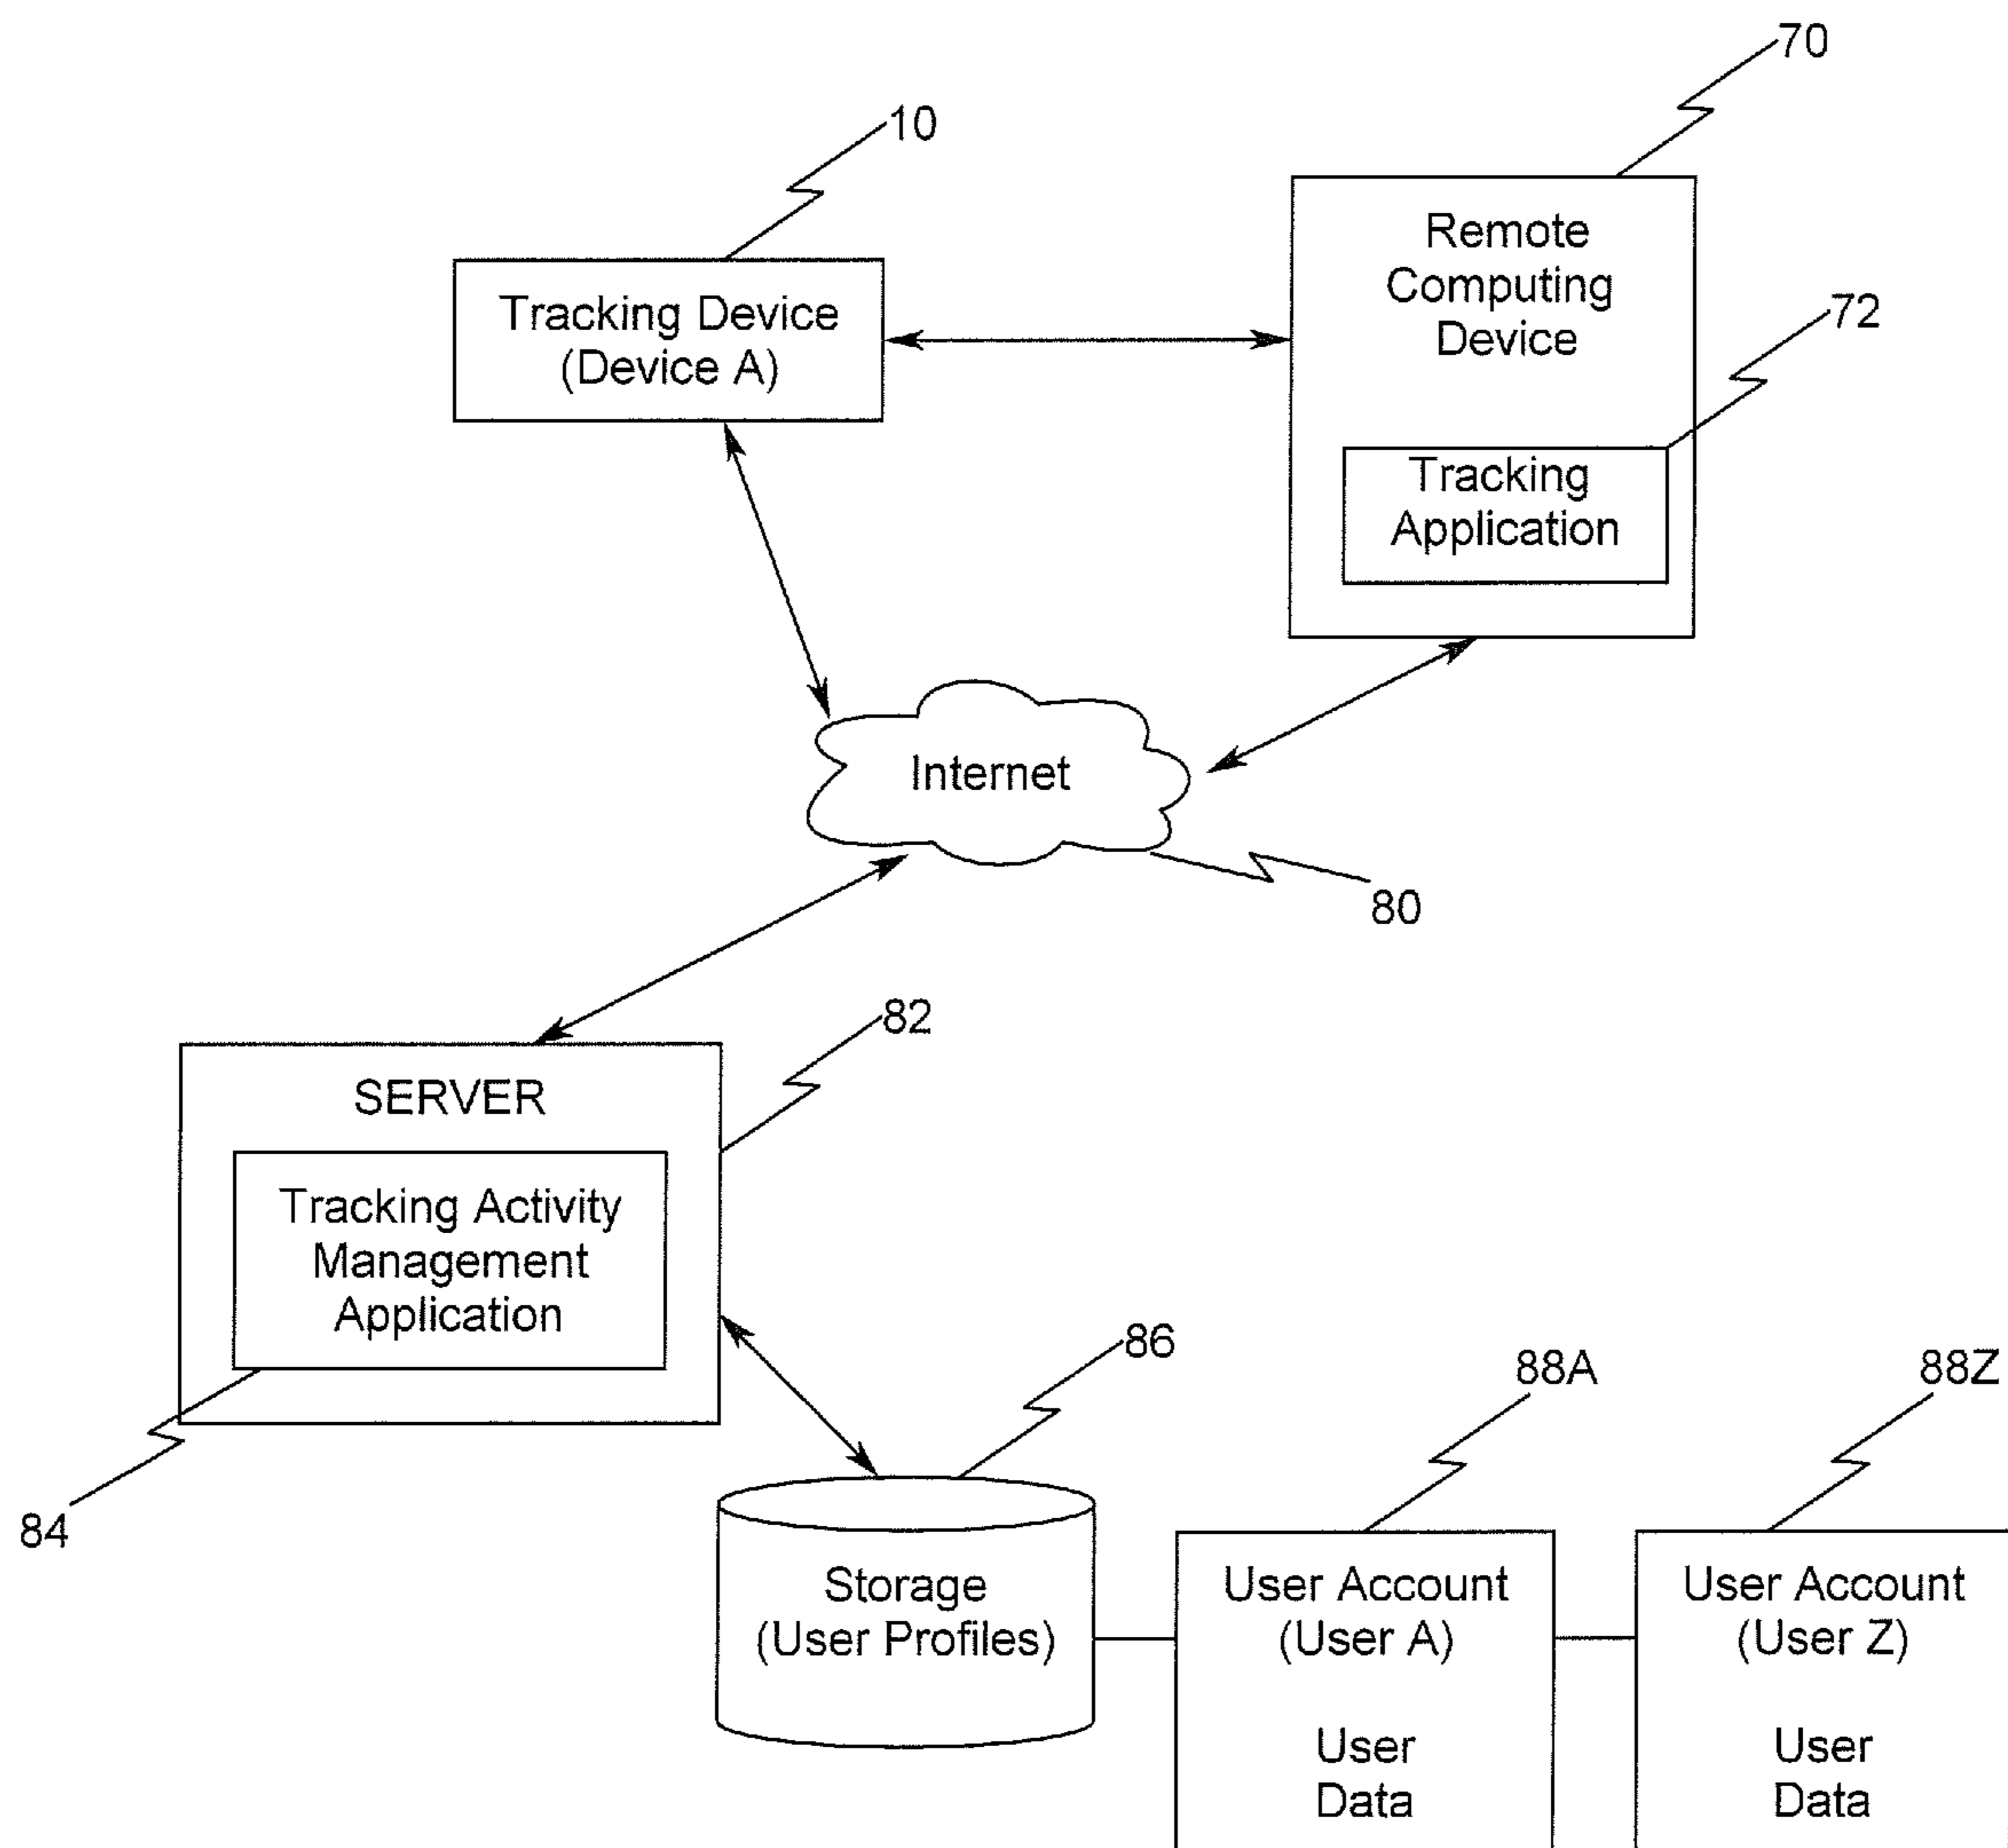 70
10
Remote
Computing
Device
Tracking Device
(Device A)
72
Tracking
Application
Internet
80
82
SERVER
Tracking Activity
Management
Application
84
86
88A
88Z
Storage
(User Profiles)
User Account
(User A)
User
Data
User Account
(User Z)
User
Data